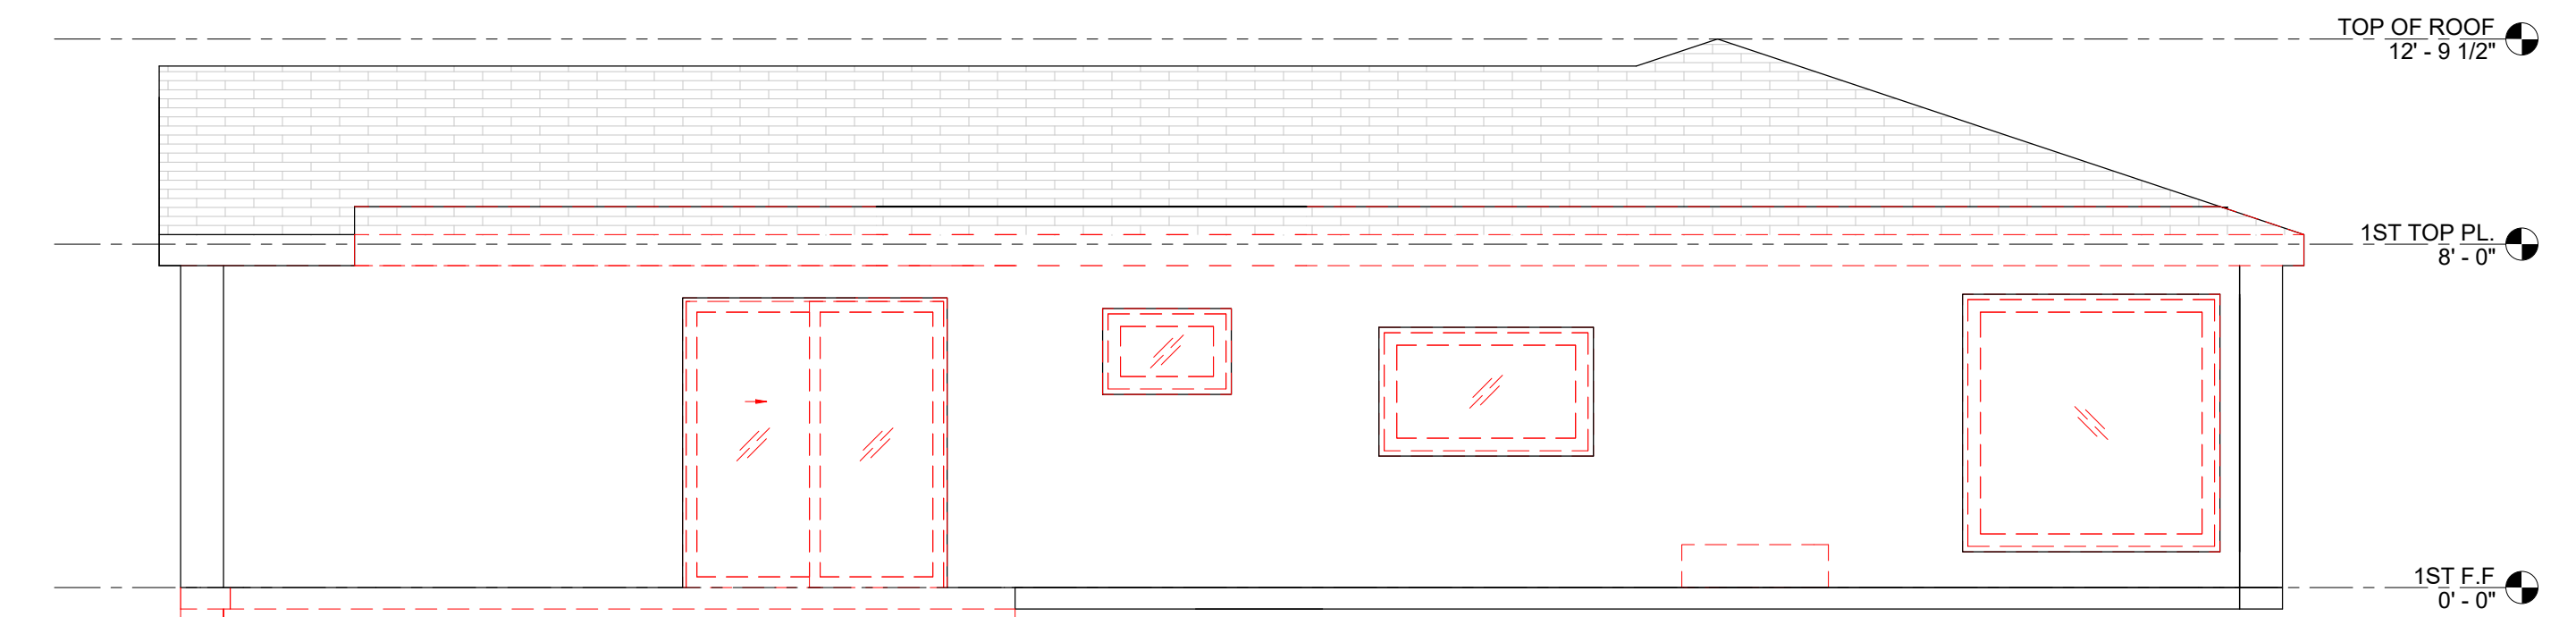 TOP OF ROOF
12' - 9 1/2"
1ST TOP PL.
8' - 0"
1ST F.F
0' - 0"